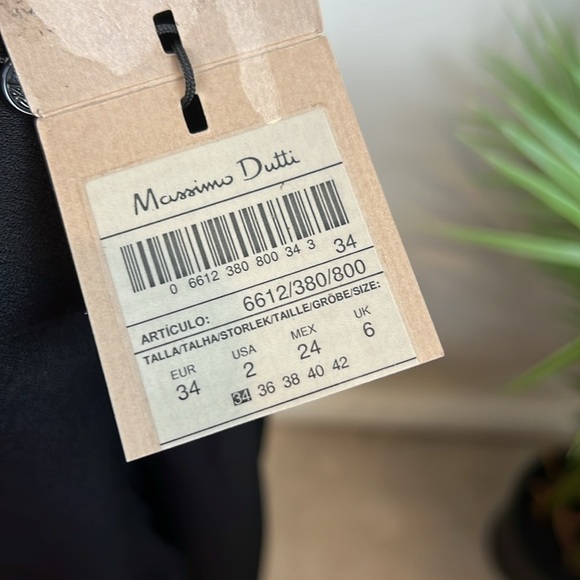 Massimo Dutti
0 6612 380 800 34 3 34
ARTÍCULO: 6612/380/800
TALLA/TALHA/STORLEK/TAILLE/GRÖBE/SIZE:
EUR USA MEX UK
34 2 24 6
34 36 38 40 42